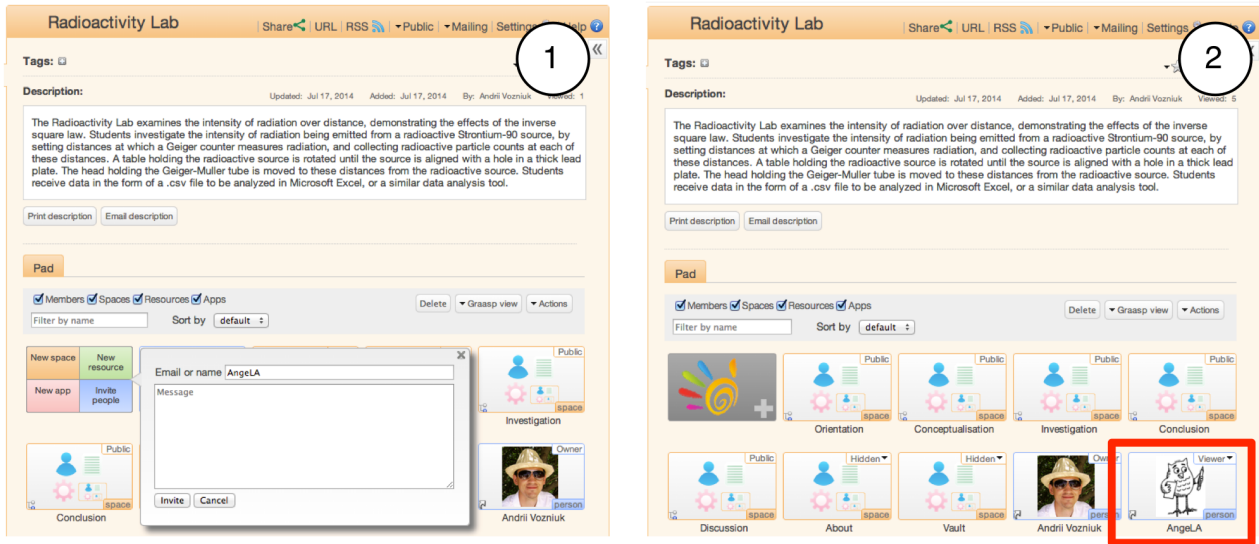 Radioactivity Lab
Share | URL | RSS | Public | Mailing | Settings
1
Tags:
Description:
Updated: Jul 17, 2014 Added: Jul 17, 2014 By: Andrii Vozniuk Viewed: 1
The Radioactivity Lab examines the intensity of radiation over distance, demonstrating the effects of the inverse
square law. Students investigate the intensity of radiation being emitted from a radioactive Strontium-90 source, by
setting distances at which a Geiger counter measures radiation, and collecting radioactive particle counts at each of
these distances. A table holding the radioactive source is rotated until the source is aligned with a hole in a thick lead
plate. The head holding the Geiger-Muller tube is moved to these distances from the radioactive source. Students
receive data in the form of a .csv file to be analyzed in Microsoft Excel, or a similar data analysis tool.
Print description Email description
Pad
Members Spaces Resources Apps
Delete Graasp view Actions
Filter by name Sort by default
New space New resource
New app Invite people
Email or name AngeLA
Message
Invite Cancel
Public
space
Investigation
Public
space
Conclusion
Owner
person
Andrii Vozniuk
Radioactivity Lab
Share | URL | RSS | Public | Mailing | Settings
2
Tags:
Description:
Updated: Jul 17, 2014 Added: Jul 17, 2014 By: Andrii Vozniuk Viewed: 5
The Radioactivity Lab examines the intensity of radiation over distance, demonstrating the effects of the inverse
square law. Students investigate the intensity of radiation being emitted from a radioactive Strontium-90 source, by
setting distances at which a Geiger counter measures radiation, and collecting radioactive particle counts at each of
these distances. A table holding the radioactive source is rotated until the source is aligned with a hole in a thick lead
plate. The head holding the Geiger-Muller tube is moved to these distances from the radioactive source. Students
receive data in the form of a .csv file to be analyzed in Microsoft Excel, or a similar data analysis tool.
Print description Email description
Pad
Members Spaces Resources Apps
Delete Graasp view Actions
Filter by name Sort by default
Public Public Public Public
space space space space
Orientation Conceptualisation Investigation Conclusion
Public Hidden Hidden Owner Viewer
space space space person person
Discussion About Vault Andrii Vozniuk AngeLA